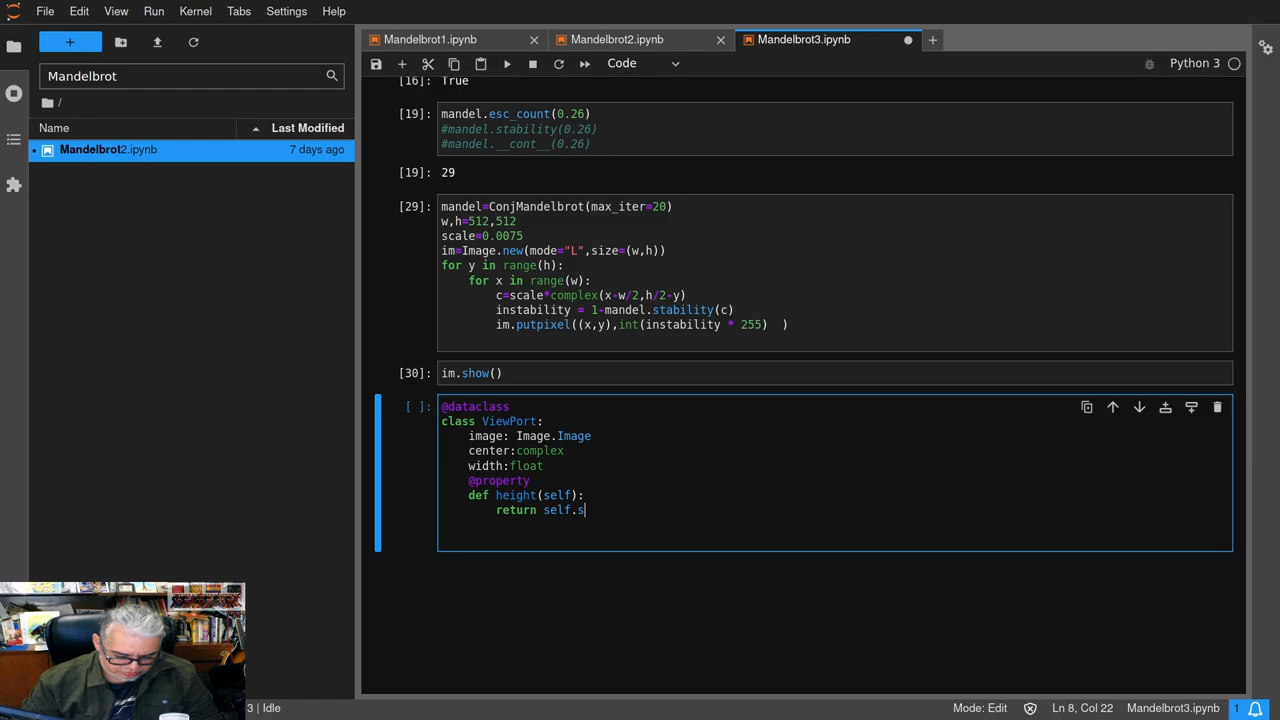 File Edit View Run Kernel Tabs Settings Help
Mandelbrot1.ipynb Mandelbrot2.ipynb Mandelbrot3.ipynb
Code
Python 3
Mandelbrot
/
Name Last Modified
Mandelbrot2.ipynb 7 days ago
[16]: True
[19]: mandel.esc_count(0.26)
#mandel.stability(0.26)
#mandel.__cont__(0.26)
[19]: 29
[29]: mandel=ConjMandelbrot(max_iter=20)
w,h=512,512
scale=0.0075
im=Image.new(mode="L",size=(w,h))
for y in range(h):
    for x in range(w):
        c=scale*complex(x-w/2,h/2-y)
        instability = 1-mandel.stability(c)
        im.putpixel((x,y),int(instability * 255)  )
[30]: im.show()
[ ]: @dataclass
class ViewPort:
    image: Image.Image
    center:complex
    width:float
    @property
    def height(self):
        return self.s
3 | Idle
Mode: Edit Ln 8, Col 22 Mandelbrot3.ipynb 1